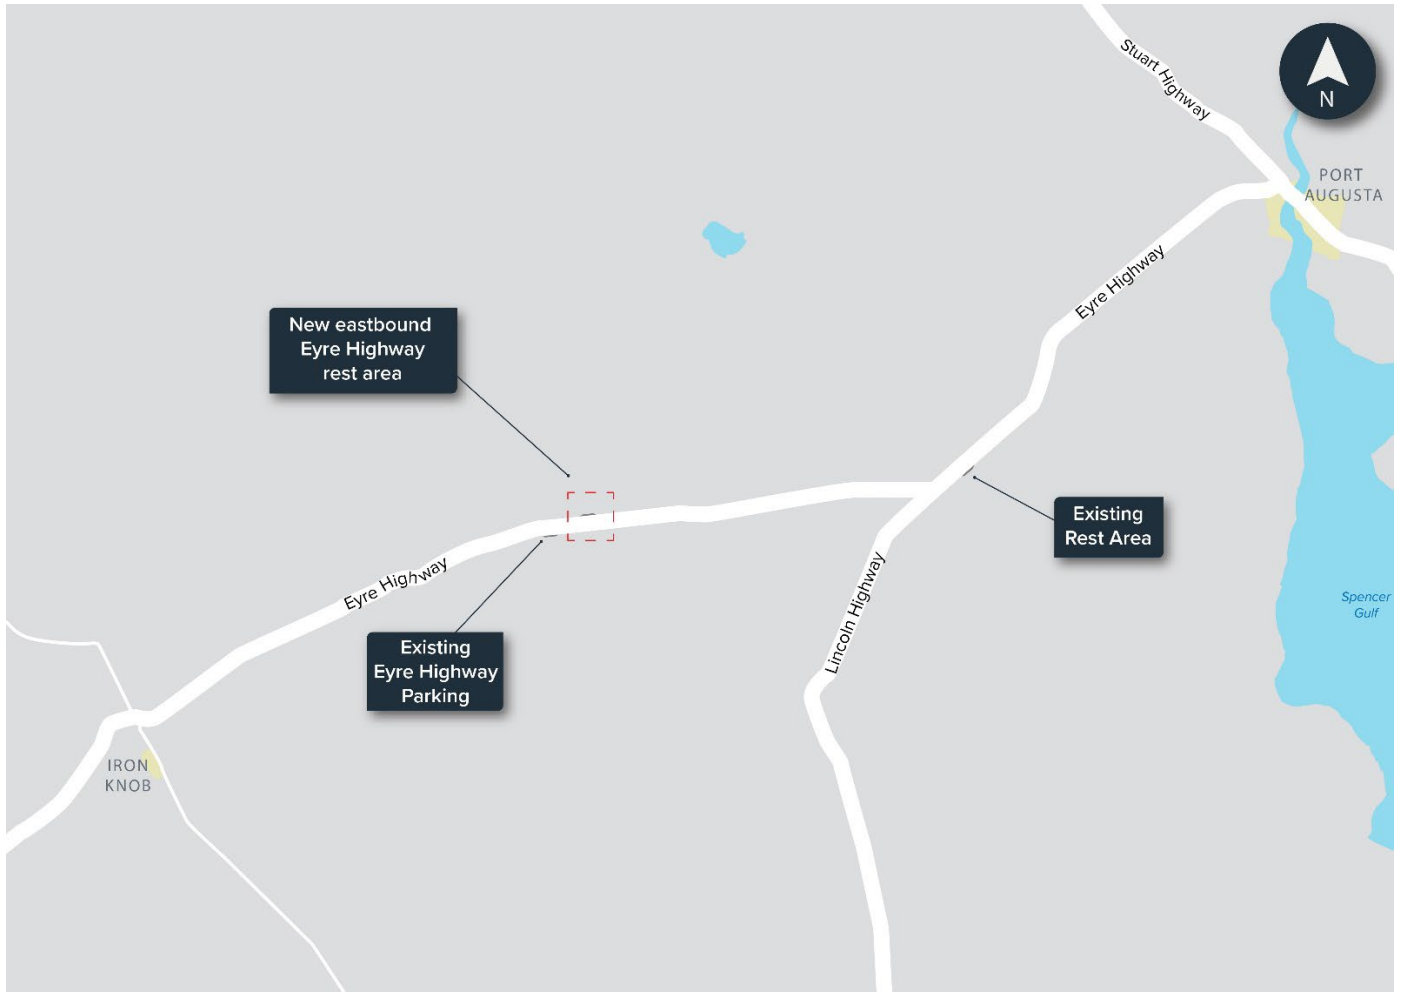 Stuart Highway
N
PORT
AUGUSTA
Eyre Highway
New eastbound
Eyre Highway
rest area
Existing
Rest Area
Eyre Highway
Lincoln Highway
Spencer
Gulf
Existing
Eyre Highway
Parking
IRON
KNOB